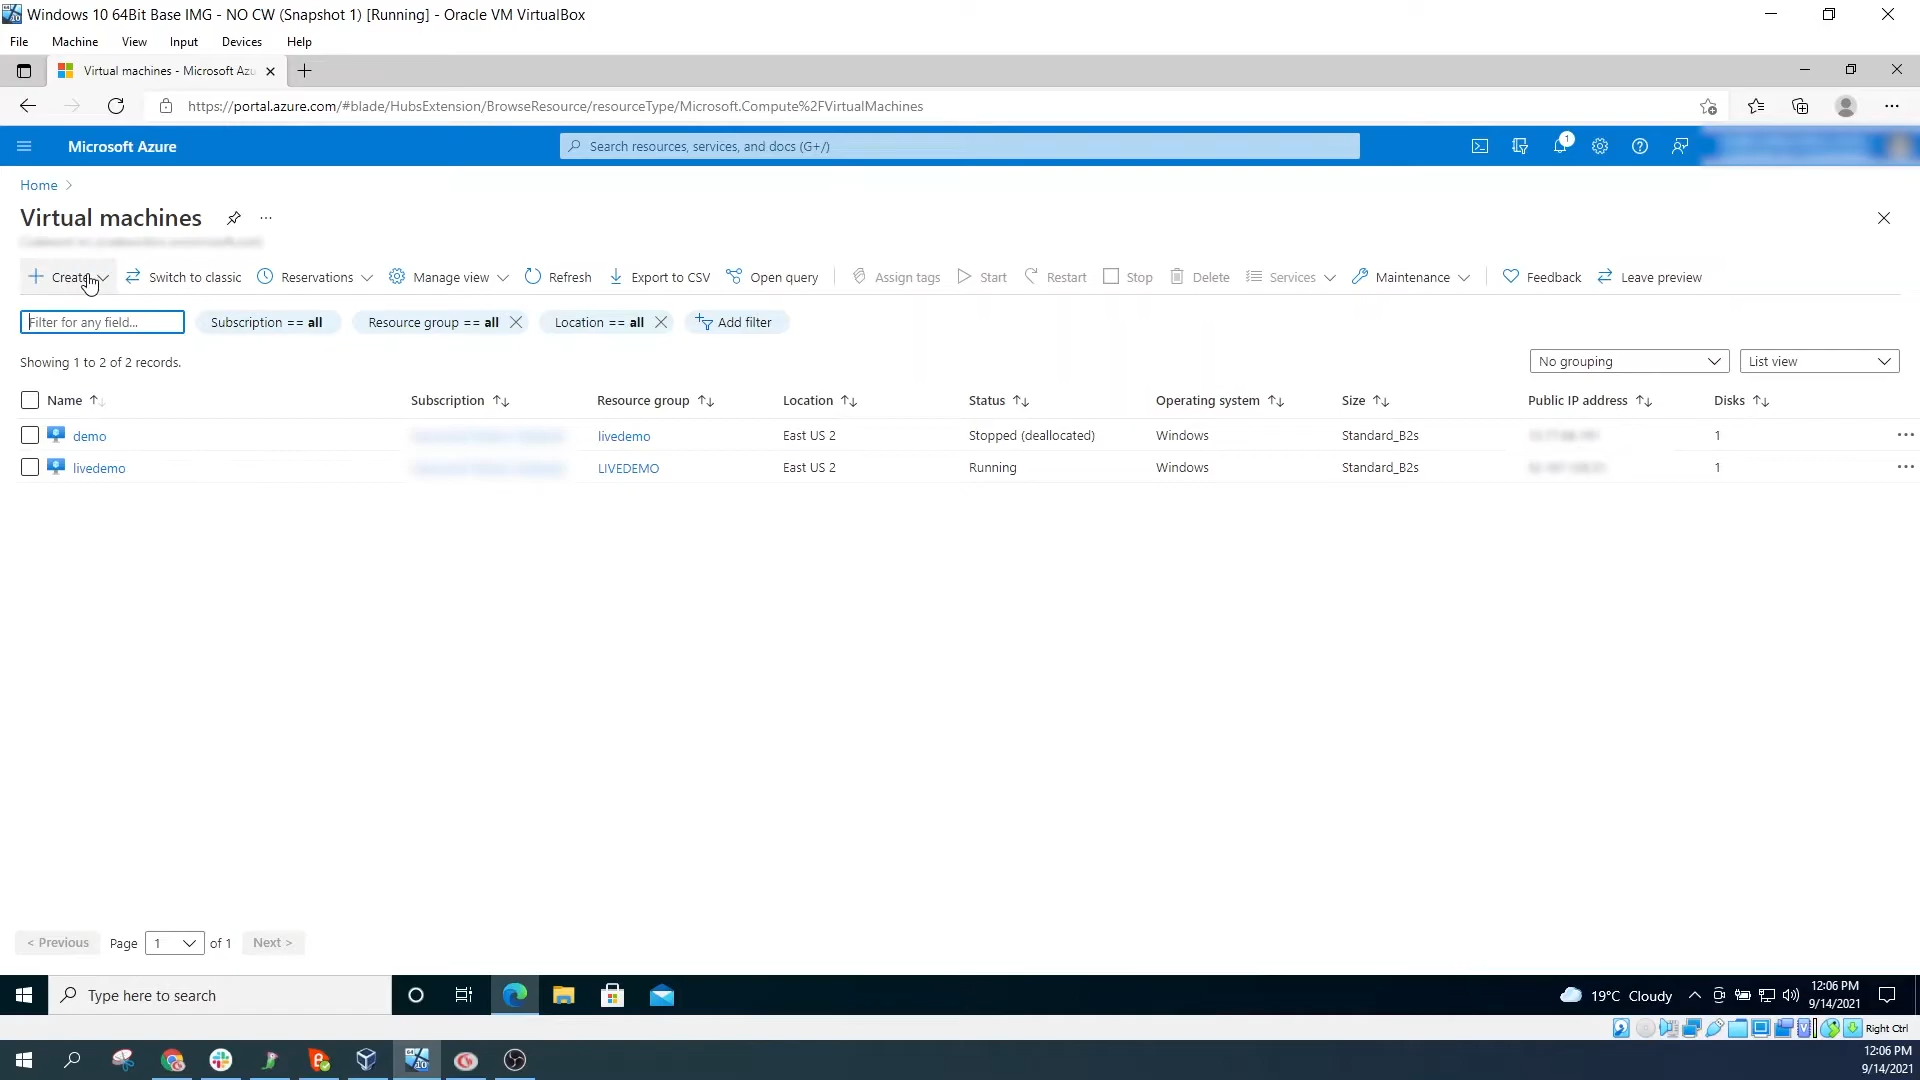 Windows 10 64Bit Base IMG - NO CW (Snapshot 1) [Running] - Oracle VM VirtualBox
File Machine View Input Devices Help
Virtual machines - Microsoft Azu
https://portal.azure.com/#blade/HubsExtension/BrowseResource/resourceType/Microsoft.Compute%2FVirtualMachines
Microsoft Azure Search resources, services, and docs (G+/) 1
Home >
Virtual machines ...
+ Create Switch to classic Reservations Manage view Refresh Export to CSV Open query Assign tags Start Restart Stop Delete Services Maintenance Feedback Leave preview
Filter for any field... Subscription == all Resource group == all Location == all Add filter
Showing 1 to 2 of 2 records. No grouping List view
Name Subscription Resource group Location Status Operating system Size Public IP address Disks
demo livedemo East US 2 Stopped (deallocated) Windows Standard_B2s 1 ...
livedemo LIVEDEMO East US 2 Running Windows Standard_B2s 1 ...
< Previous Page 1 of 1 Next >
Type here to search 19°C Cloudy 12:06 PM
9/14/2021
Right Ctrl
12:06 PM
9/14/2021